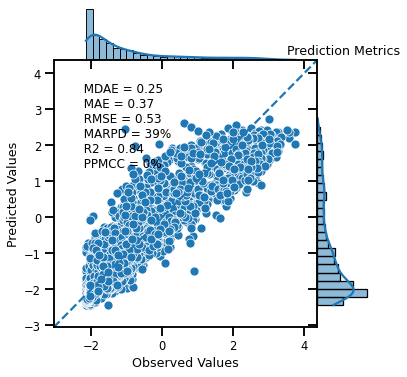 Prediction Metrics
MDAE = 0.25
MAE = 0.37
RMSE = 0.53
MARPD = 39%
R2 = 0.84
PPMCC = 0%
4
3
2
1
0
−1
−2
−3
Predicted Values
−2 0 2 4
Observed Values